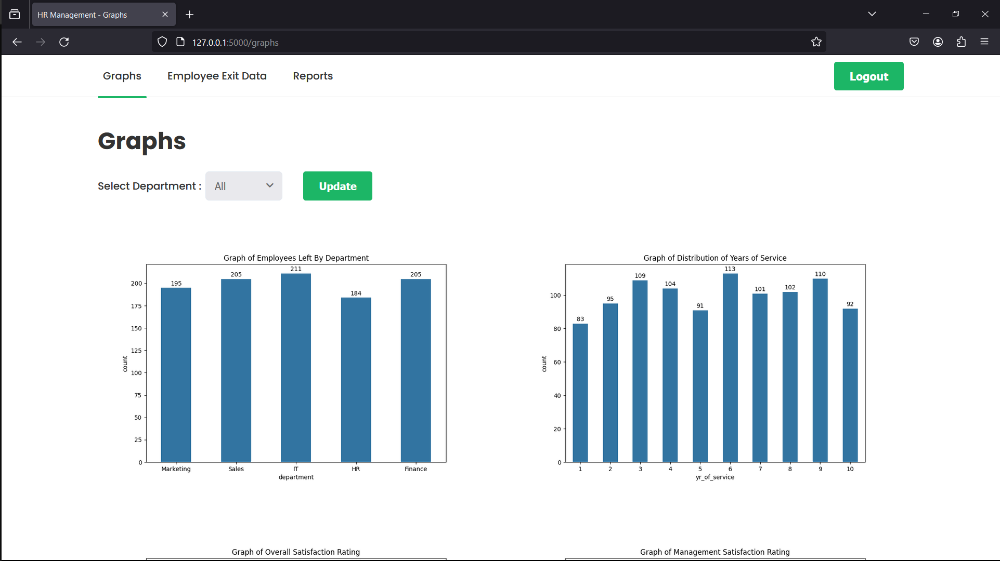 HR Management - Graphs
127.0.0.1:5000/graphs
Graphs
Employee Exit Data
Reports
Logout
Graphs
Select Department :
All
Update
Graph of Employees Left By Department
211
205
205
195
184
200
175
150
125
100
75
50
25
0
count
Marketing
Sales
IT
HR
Finance
department
Graph of Distribution of Years of Service
83
95
109
104
91
113
101
102
110
92
100
80
60
40
20
0
count
1
2
3
4
5
6
7
8
9
10
yr_of_service
Graph of Overall Satisfaction Rating
Graph of Management Satisfaction Rating